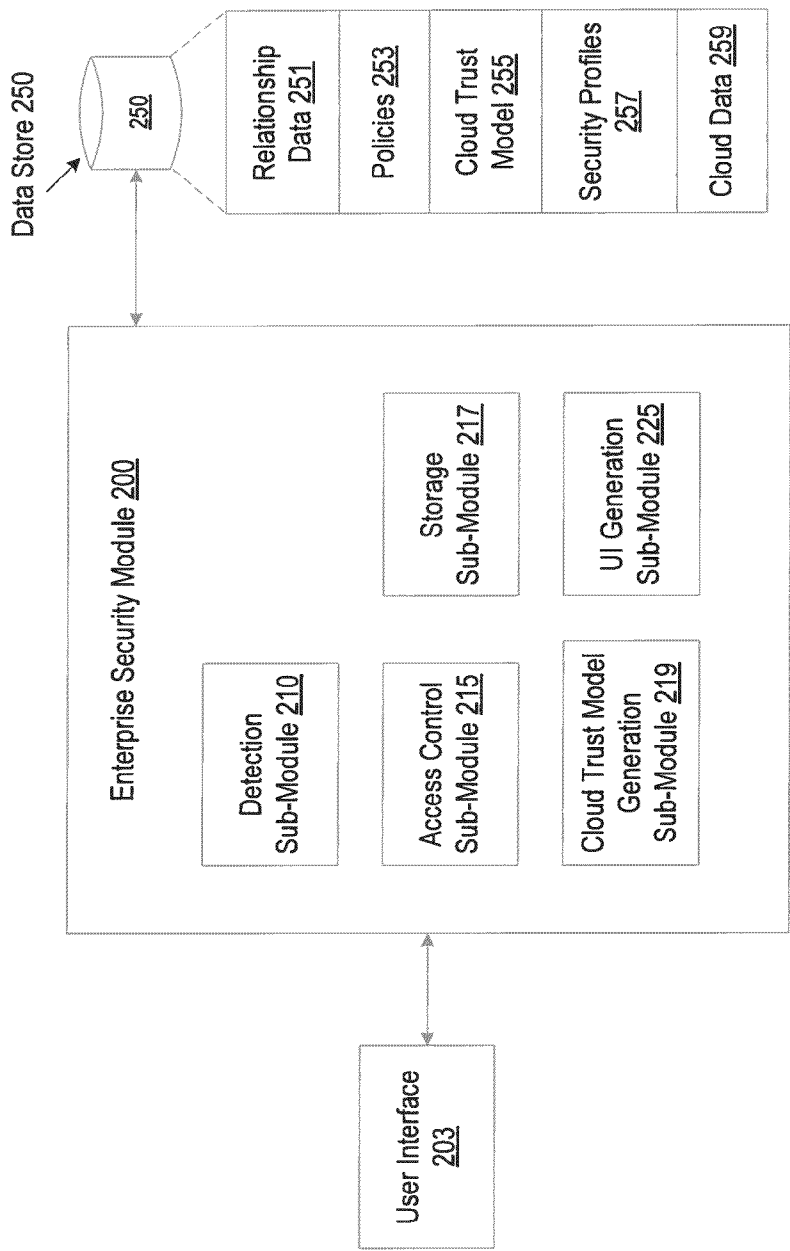 Data Store 250
250
Relationship
Data 251
Policies 253
Cloud Trust
Model 255
Security Profiles
257
Cloud Data 259
Enterprise Security Module 200
Detection
Sub-Module 210
Access Control
Sub-Module 215
Storage
Sub-Module 217
Cloud Trust Model
Generation
Sub-Module 219
UI Generation
Sub-Module 225
User Interface
203